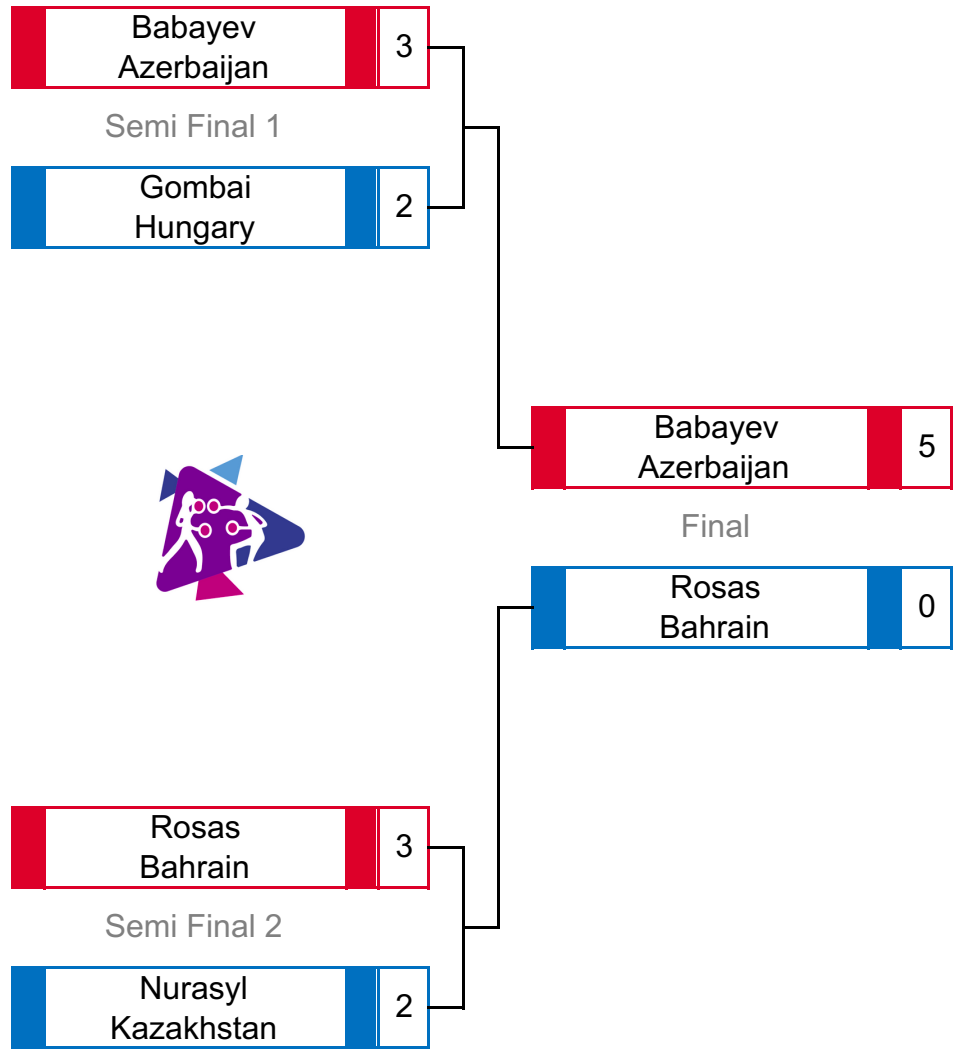 Babayev
Azerbaijan
3
Semi Final 1
Gombai
Hungary
2
Babayev
Azerbaijan
5
Final
Rosas
Bahrain
0
Rosas
Bahrain
3
Semi Final 2
Nurasyl
Kazakhstan
2